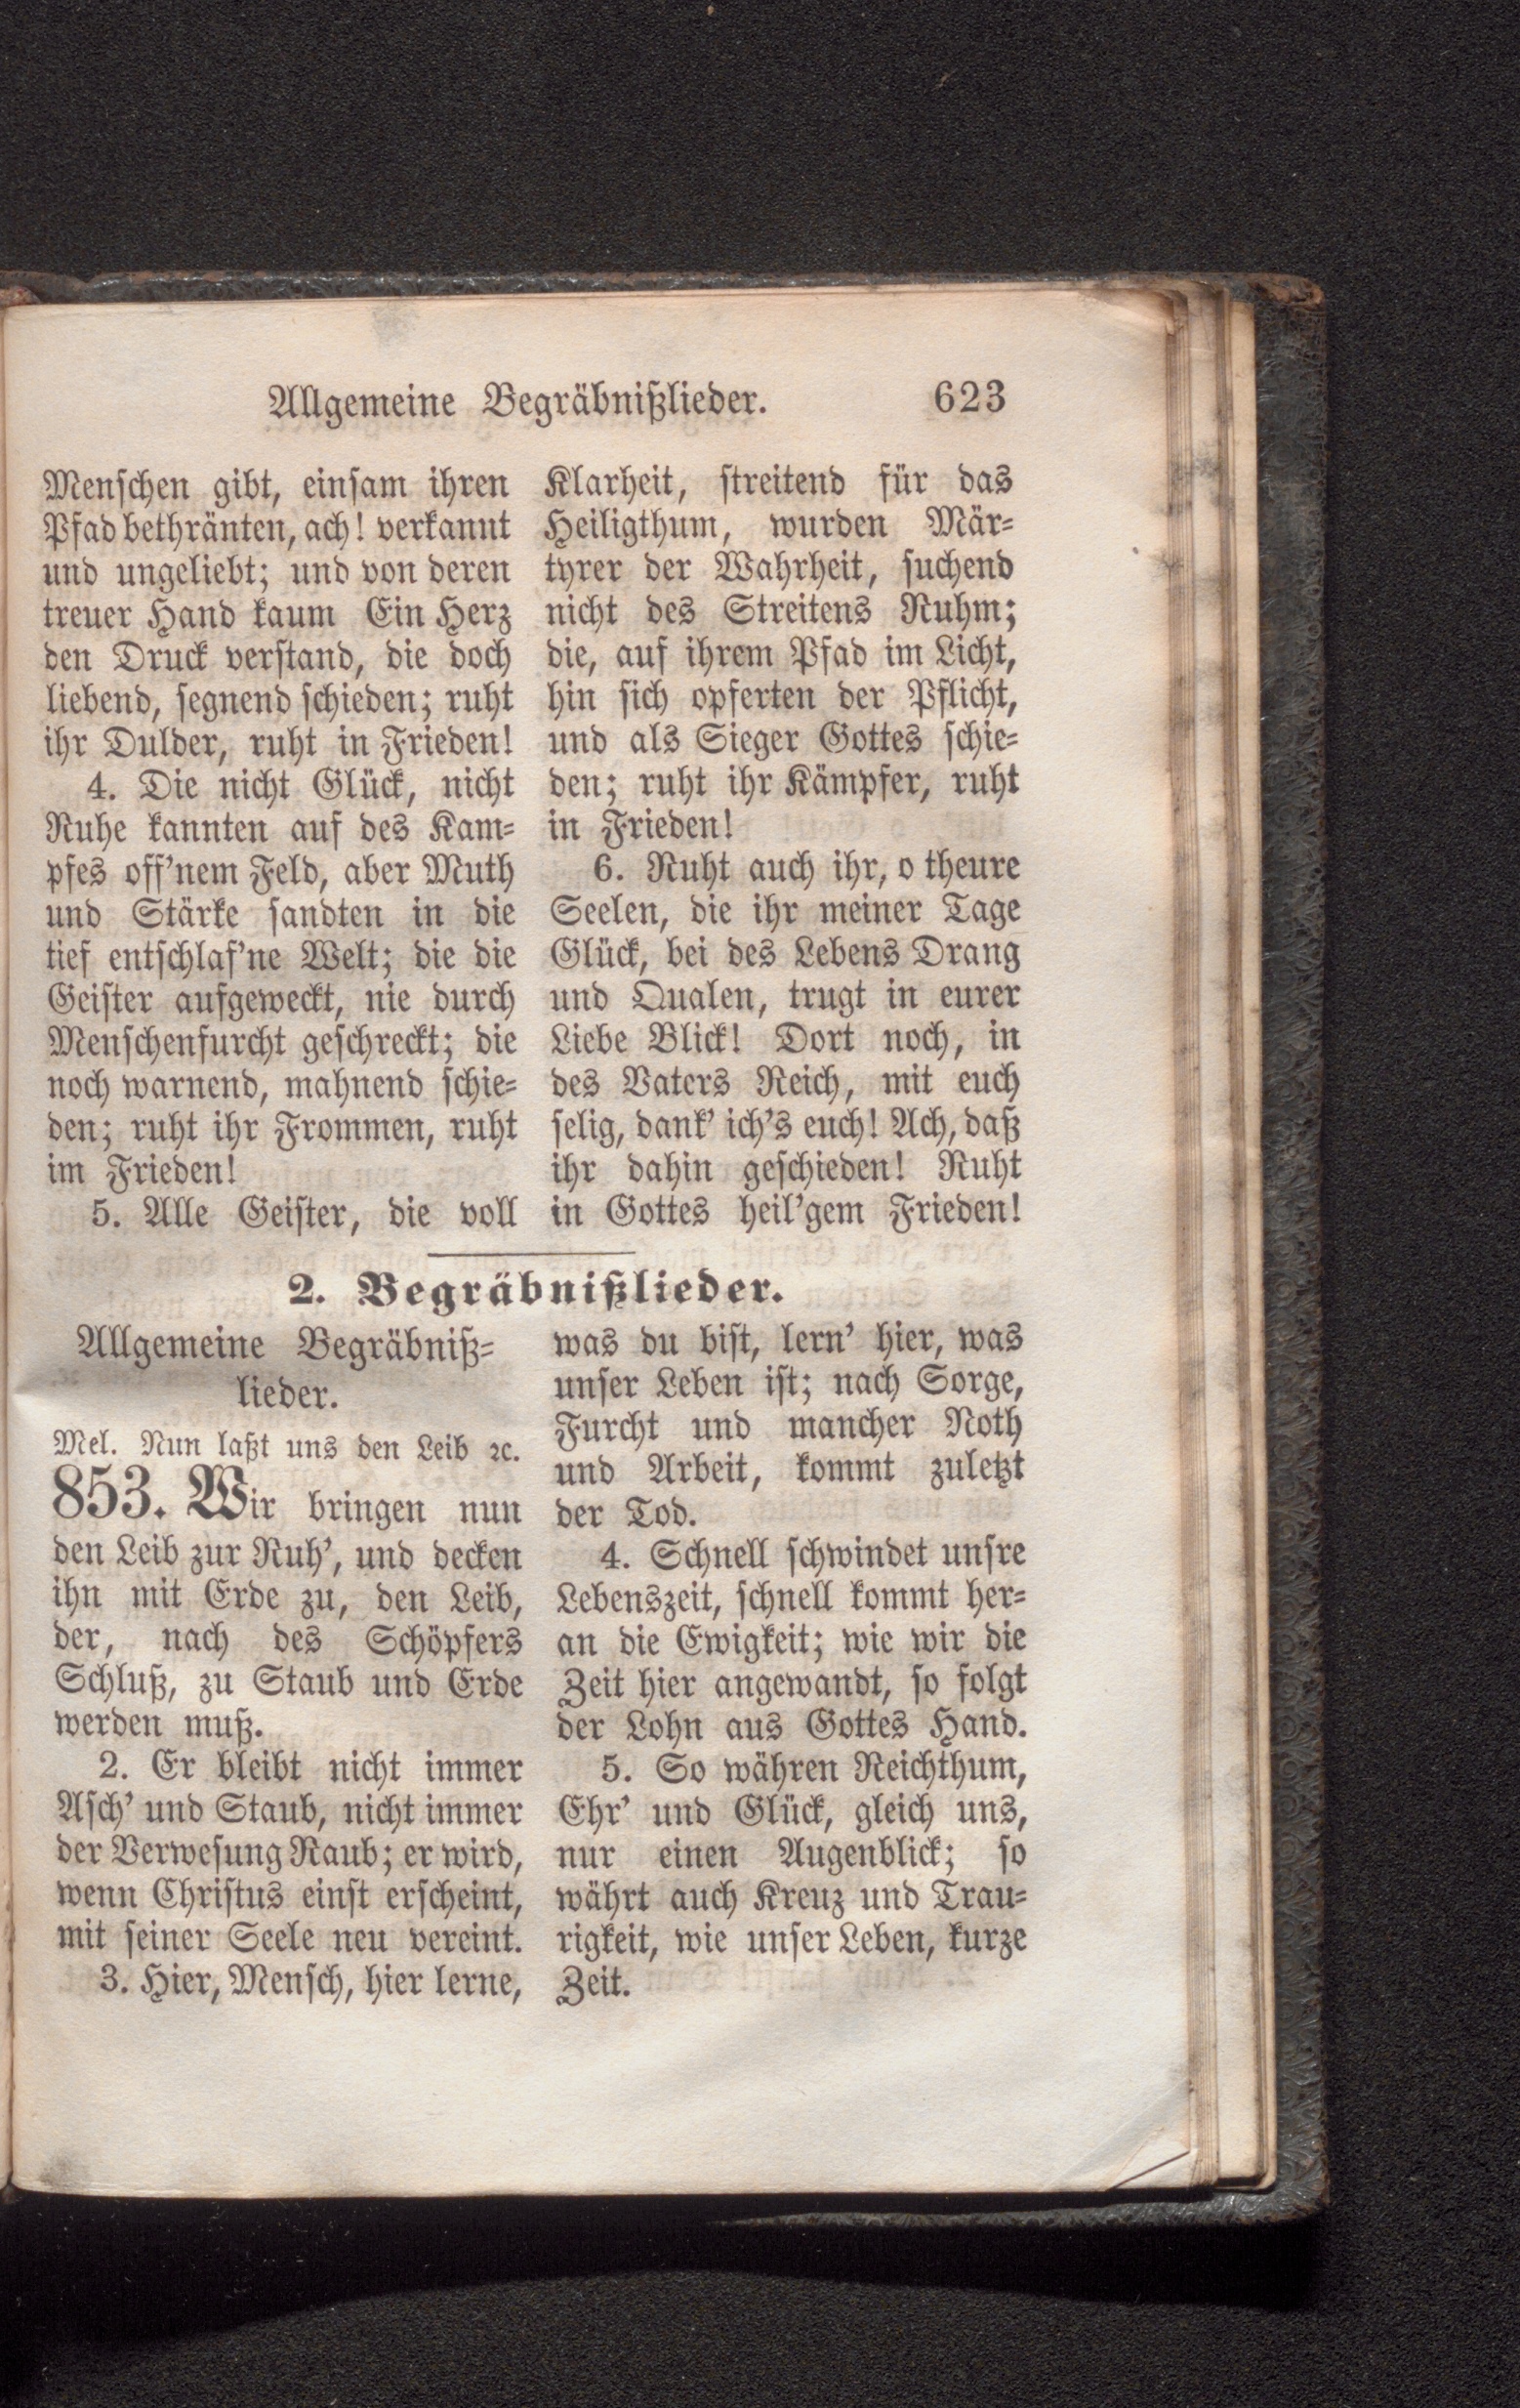 Allgemeine Begräbnißlieder. 623
Menschen gibt, einsam ihren
Pfad bethränten, ach! verkannt
und ungeliebt; und von deren
treuer Hand kaum Ein Herz
den Druck verstand, die doch
liebend, segnend schieden; ruht
ihr Dulder, ruht in Frieden!
4. Die nicht Glück, nicht
Ruhe kannten auf des Kam-
pfes off'nem Feld, aber Muth
und Stärke sandten in die
tief entschlaf'ne Welt; die die
Geister aufgeweckt, nie durch
Menschenfurcht geschreckt; die
noch warnend, mahnend schie-
den; ruht ihr Frommen, ruht
im Frieden!
5. Alle Geister, die voll
Klarheit, streitend für das
Heiligthum, wurden Mär-
tyrer der Wahrheit, suchend
nicht des Streitens Ruhm;
die, auf ihrem Pfad im Licht,
hin sich opferten der Pflicht,
und als Sieger Gottes schie-
den; ruht ihr Kämpfer, ruht
in Frieden!
6. Ruht auch ihr, o theure
Seelen, die ihr meiner Tage
Glück, bei des Lebens Drang
und Qualen, trugt in eurer
Liebe Blick! Dort noch, in
des Vaters Reich, mit euch
selig, dank' ich's euch! Ach, daß
ihr dahin geschieden! Ruht
in Gottes heil'gem Frieden!
2. Begräbnißlieder.
Allgemeine Begräbniß-
lieder.
Mel. Nun laßt uns den Leib ꝛc.
853. Wir bringen nun
den Leib zur Ruh', und decken
ihn mit Erde zu, den Leib,
der, nach des Schöpfers
Schluß, zu Staub und Erde
werden muß.
2. Er bleibt nicht immer
Asch' und Staub, nicht immer
der Verwesung Raub; er wird,
wenn Christus einst erscheint,
mit seiner Seele neu vereint.
3. Hier, Mensch, hier lerne,
was du bist, lern' hier, was
unser Leben ist; nach Sorge,
Furcht und mancher Noth
und Arbeit, kommt zuletzt
der Tod.
4. Schnell schwindet unsre
Lebenszeit, schnell kommt her-
an die Ewigkeit; wie wir die
Zeit hier angewandt, so folgt
der Lohn aus Gottes Hand.
5. So währen Reichthum,
Ehr' und Glück, gleich uns,
nur einen Augenblick; so
währt auch Kreuz und Trau-
rigkeit, wie unser Leben, kurze
Zeit.